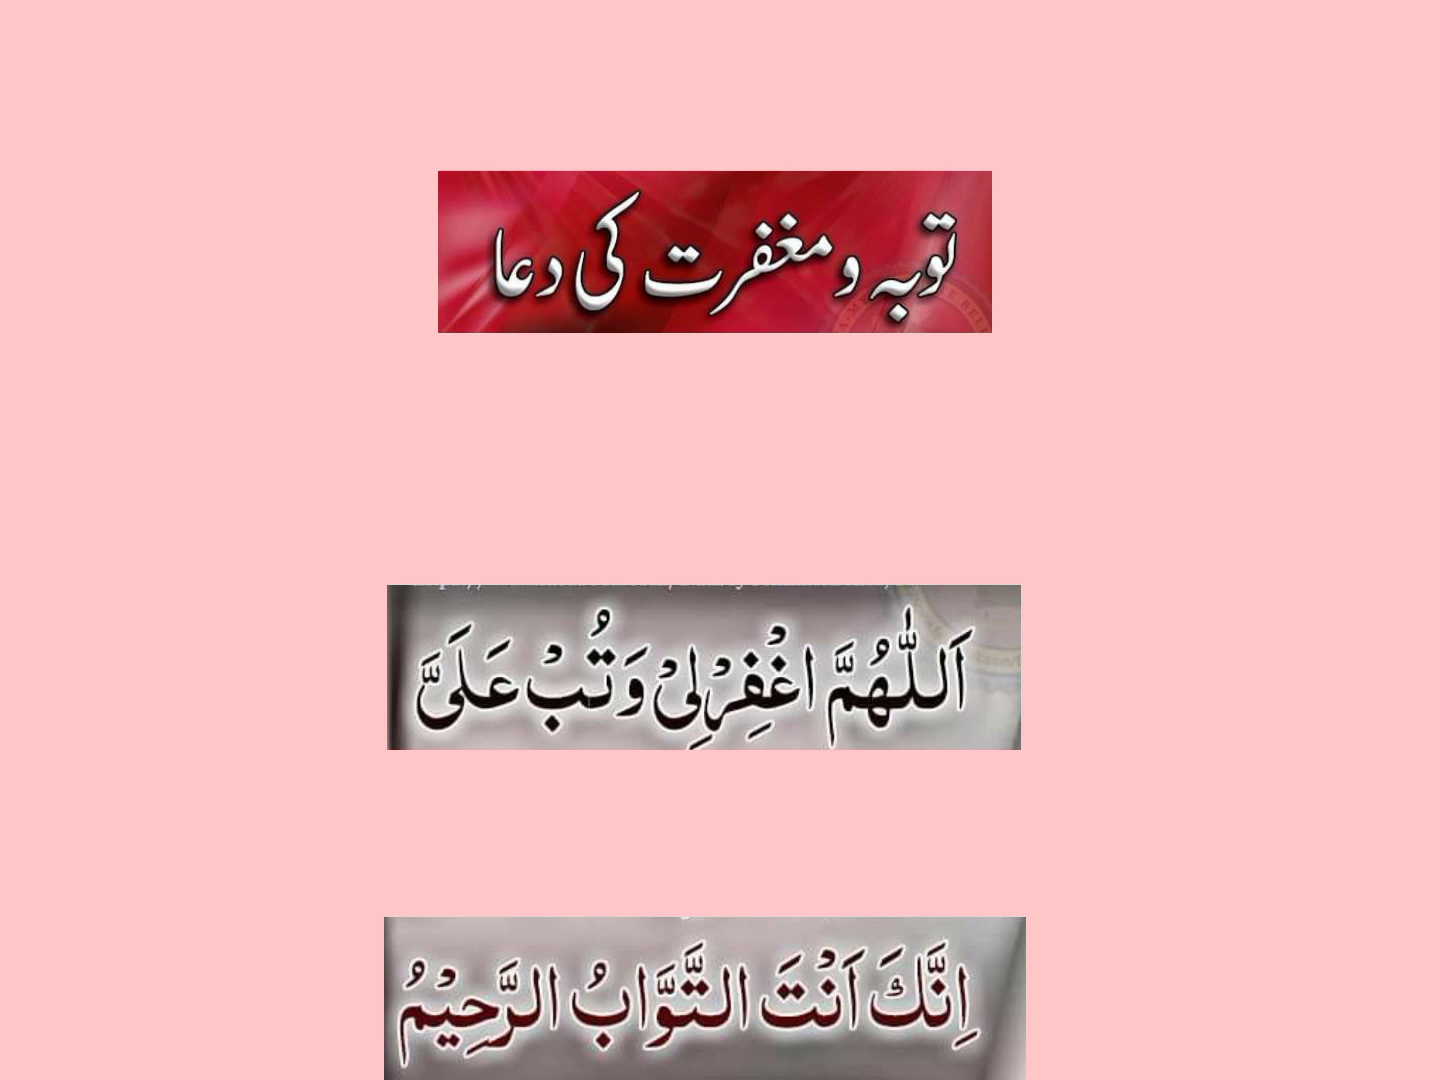 توبہ و مغفرت کی دعا
اَللّٰهُمَّ اغْفِرْلِیْ وَتُبْ عَلَیَّ
اِنَّكَ اَنْتَ التَّوَّابُ الرَّحِیْمُ